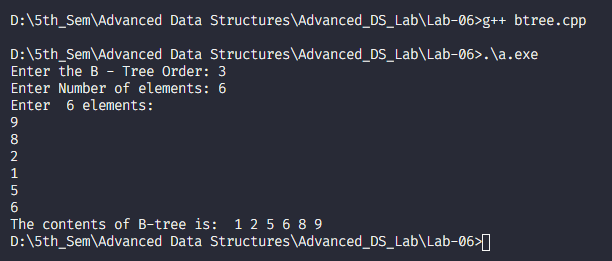 D:\5th_Sem\Advanced Data Structures\Advanced_DS_Lab\Lab-06>g++ btree.cpp
D:\5th_Sem\Advanced Data Structures\Advanced_DS_Lab\Lab-06>.\a.exe
Enter the B - Tree Order: 3
Enter Number of elements: 6
Enter  6 elements:
9
8
2
1
5
6
The contents of B-tree is:  1 2 5 6 8 9
D:\5th_Sem\Advanced Data Structures\Advanced_DS_Lab\Lab-06>